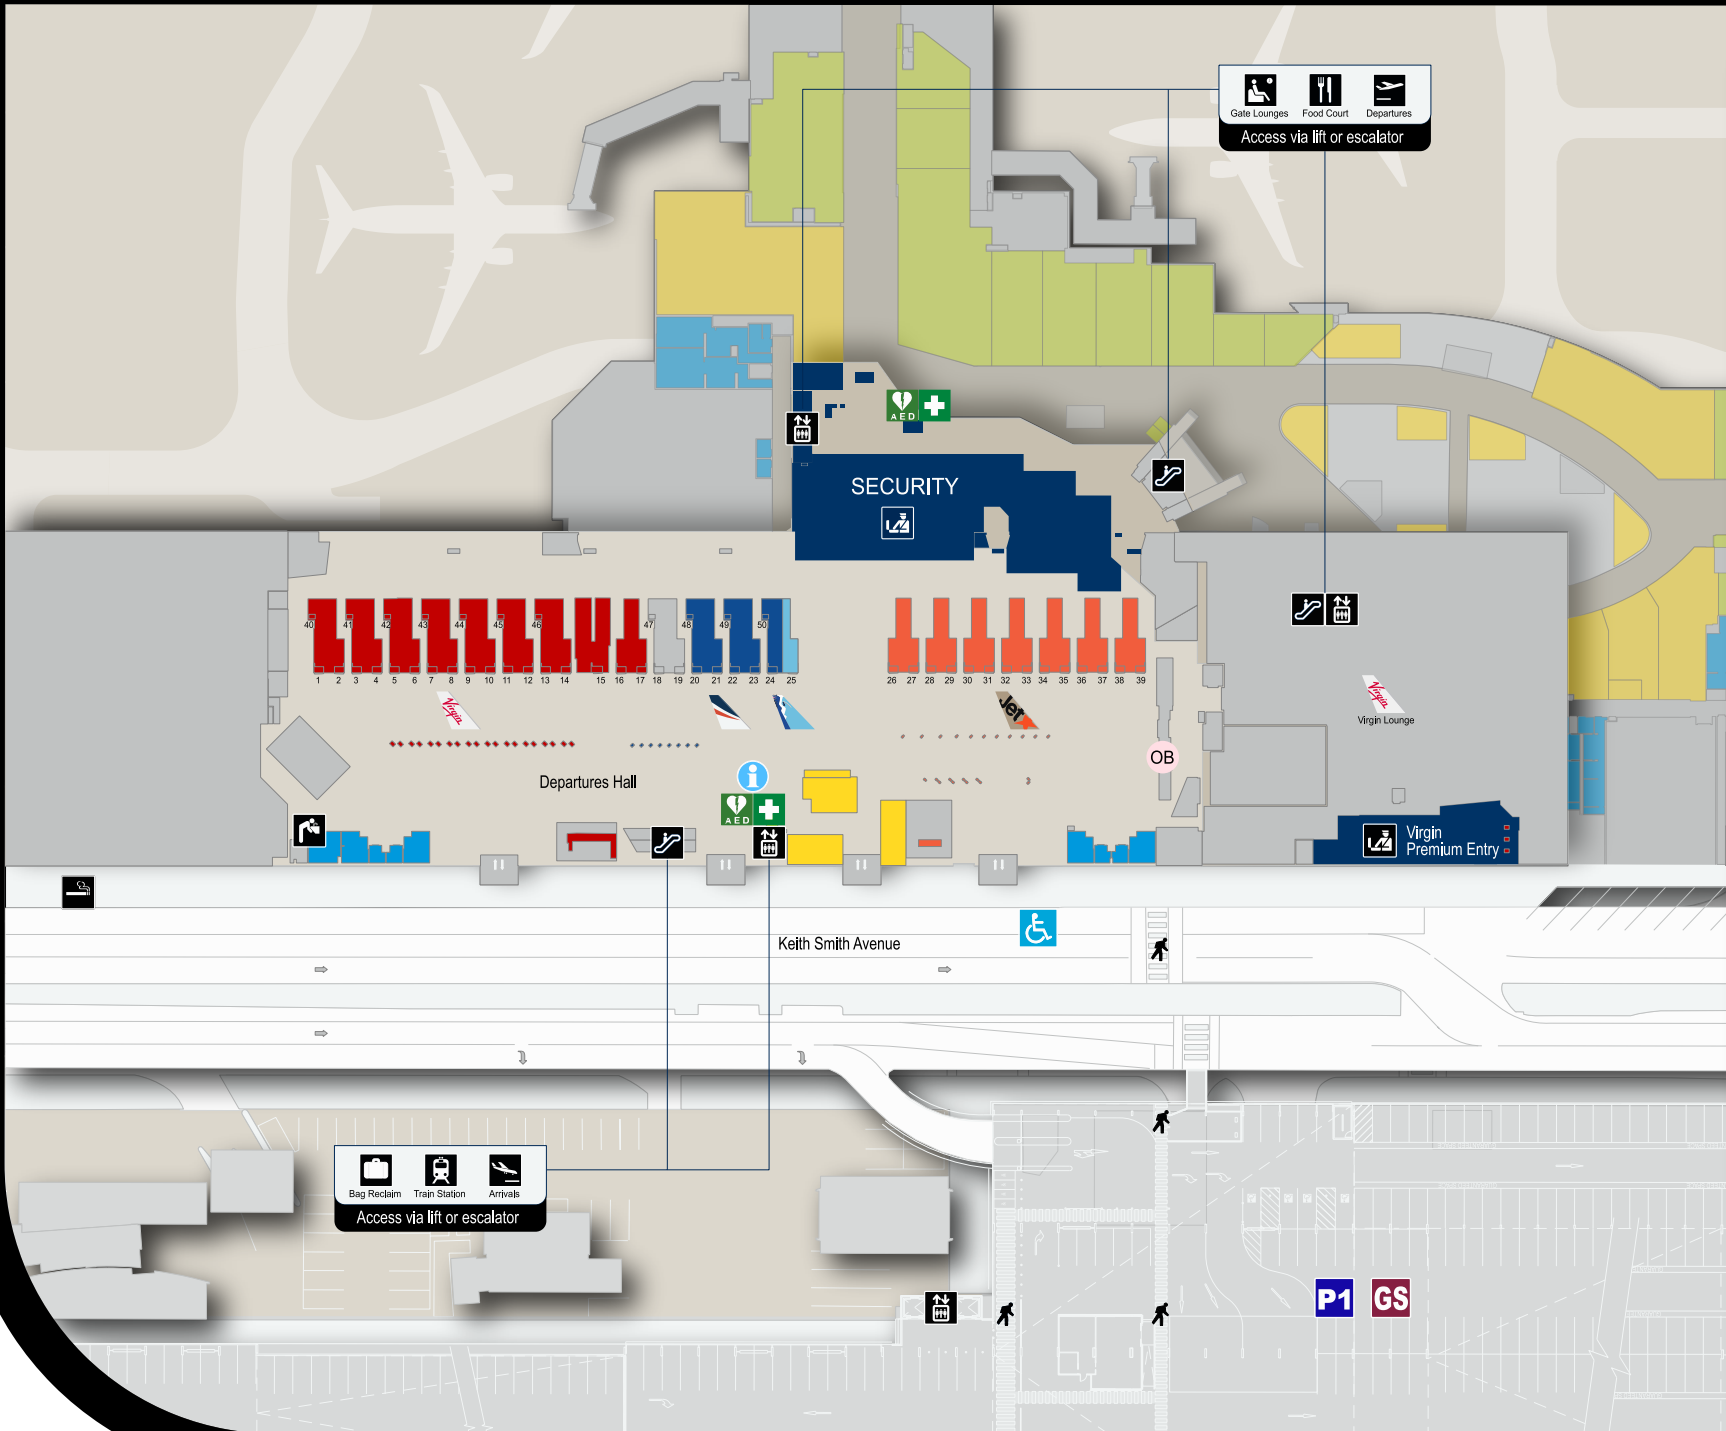 Gate Lounges Food Court Departures
Access via lift or escalator
AED
SECURITY
40 41 42 43 44 45 46 47 48 49 50
1 2 3 4 5 6 7 8 9 10 11 12 13 14 15 16 17 18 19 20 21 22 23 24 25 26 27 28 29 30 31 32 33 34 35 36 37 38 39
Virgin
Jet
Virgin
Virgin Lounge
OB
i
Departures Hall
AED
Virgin
Premium Entry
Keith Smith Avenue
Bag Reclaim Train Station Arrivals
Access via lift or escalator
P1 GS